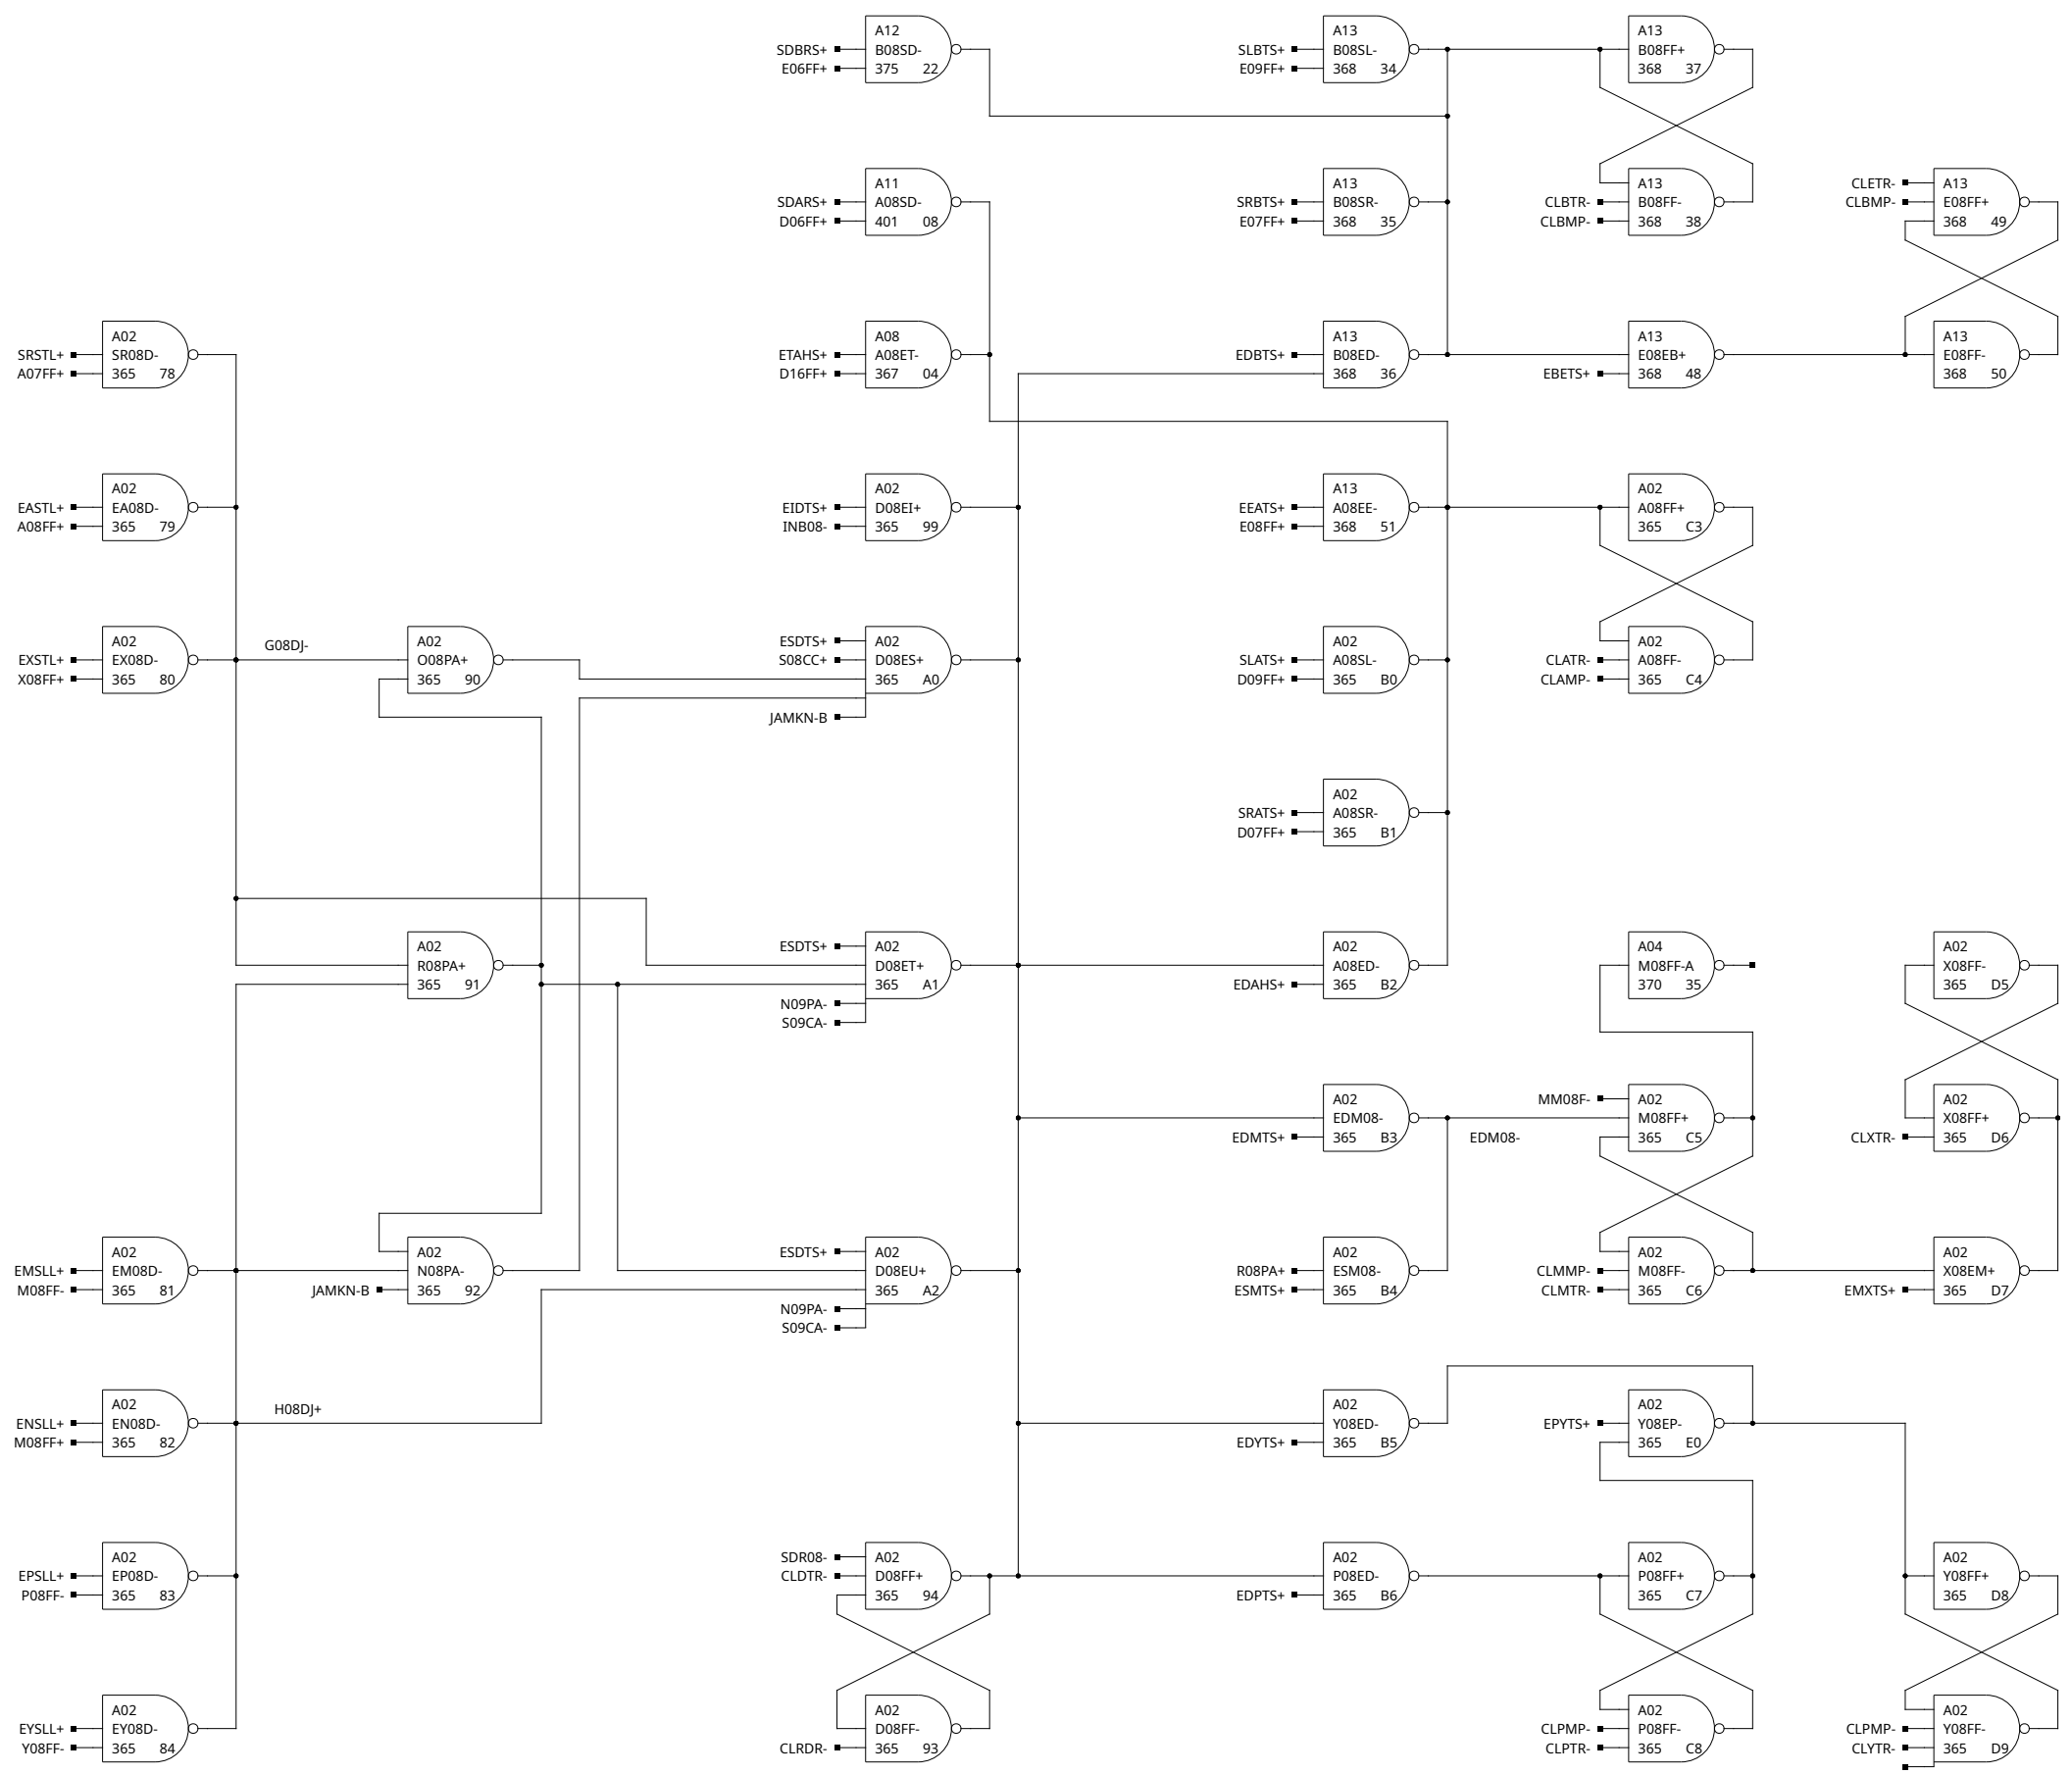 A12
SDBRS+ B08SD-
E06FF+ 375 22
A13
SLBTS+ B08SL-
E09FF+ 368 34
A13
B08FF+
368 37
A11
SDARS+ A08SD-
D06FF+ 401 08
A13
SRBTS+ B08SR-
E07FF+ 368 35
A13
CLBTR- B08FF-
CLBMP- 368 38
CLETR- A13
CLBMP- E08FF+
368 49
A02
SRSTL+ SR08D-
A07FF+ 365 78
A08
ETAHS+ A08ET-
D16FF+ 367 04
A13
EDBTS+ B08ED-
368 36
A13
E08EB+
EBETS+ 368 48
A13
E08FF-
368 50
A02
EASTL+ EA08D-
A08FF+ 365 79
A02
EIDTS+ D08EI+
INB08- 365 99
A13
EEATS+ A08EE-
E08FF+ 368 51
A02
A08FF+
365 C3
A02
EXSTL+ EX08D-
X08FF+ 365 80
G08DJ-
A02
O08PA+
365 90
ESDTS+ A02
S08CC+ D08ES+
365 A0
JAMKN-B
A02
SLATS+ A08SL-
D09FF+ 365 B0
A02
CLATR- A08FF-
CLAMP- 365 C4
A02
SRATS+ A08SR-
D07FF+ 365 B1
A02
R08PA+
365 91
ESDTS+ A02
D08ET+
365 A1
N09PA-
S09CA-
A02
A08ED-
EDAHS+ 365 B2
A04
M08FF-A
370 35
A02
X08FF-
365 D5
A02
EDM08-
EDMTS+ 365 B3
EDM08-
MM08F- A02
M08FF+
365 C5
A02
X08FF+
CLXTR- 365 D6
A02
EMSLL+ EM08D-
M08FF- 365 81
A02
N08PA-
JAMKN-B 365 92
ESDTS+ A02
D08EU+
365 A2
N09PA-
S09CA-
A02
R08PA+ ESM08-
ESMTS+ 365 B4
A02
CLMMP- M08FF-
CLMTR- 365 C6
A02
X08EM+
EMXTS+ 365 D7
A02
ENSLL+ EN08D-
M08FF+ 365 82
H08DJ+
A02
Y08ED-
EDYTS+ 365 B5
A02
EPYTS+ Y08EP-
365 E0
A02
EPSLL+ EP08D-
P08FF- 365 83
SDR08- A02
CLDTR- D08FF+
365 94
A02
P08ED-
EDPTS+ 365 B6
A02
P08FF+
365 C7
A02
Y08FF+
365 D8
A02
EYSLL+ EY08D-
Y08FF- 365 84
A02
D08FF-
CLRDR- 365 93
A02
CLPMP- P08FF-
CLPTR- 365 C8
A02
CLPMP- Y08FF-
CLYTR- 365 D9